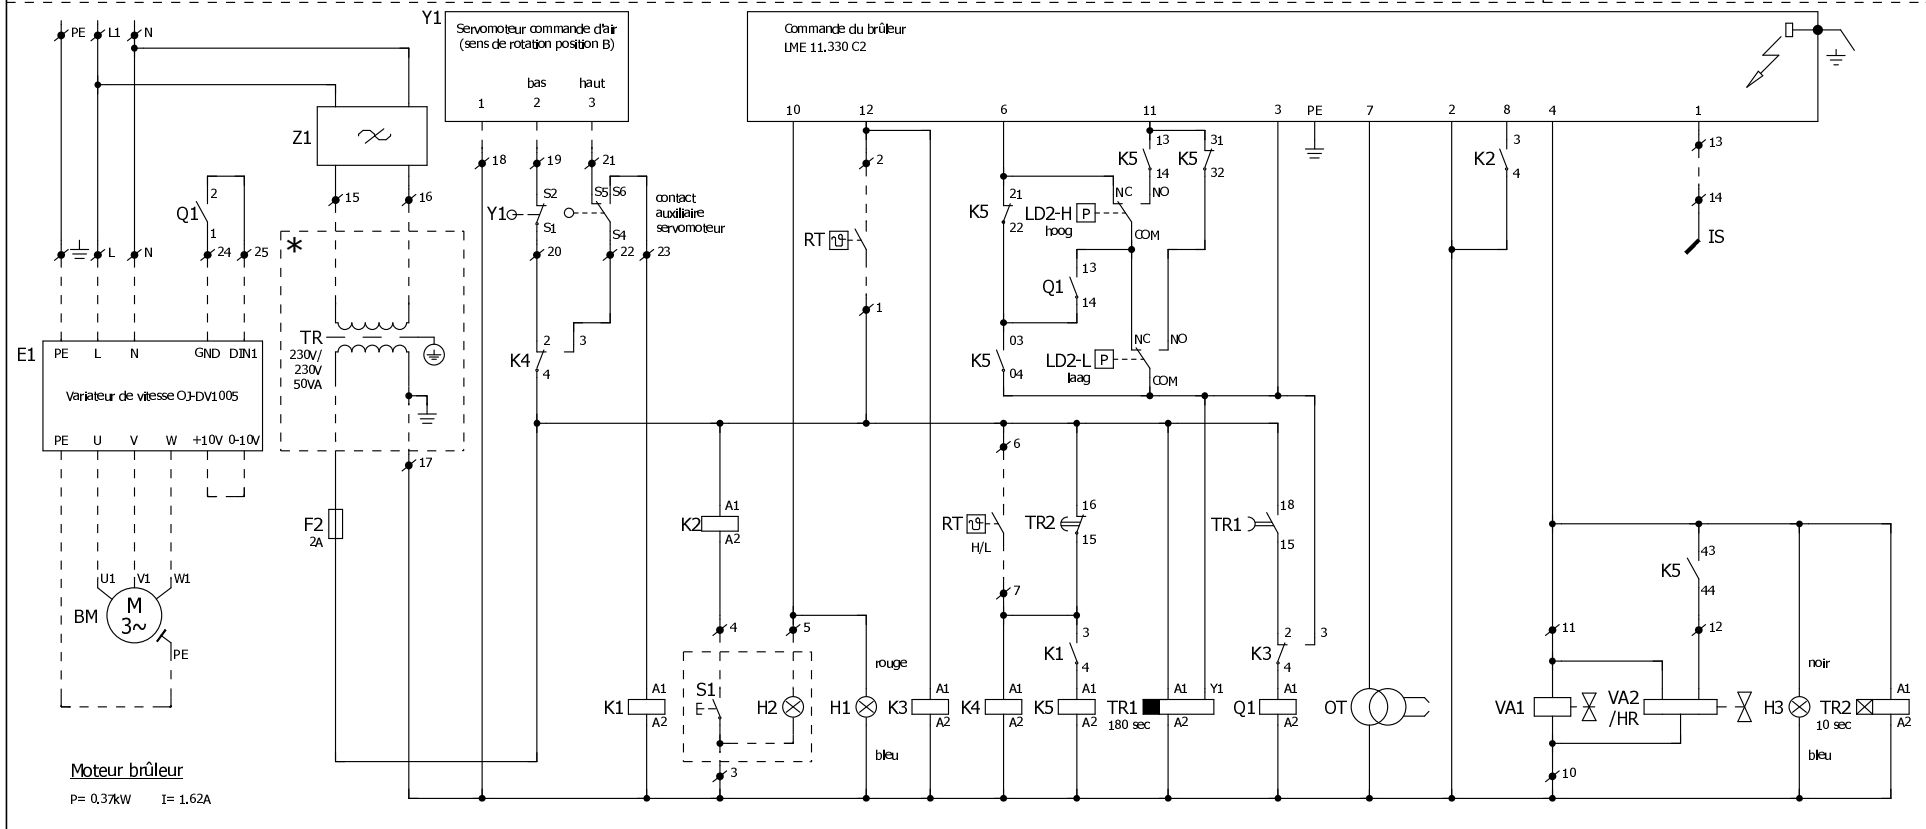 PE L1 N
Y1
Servomoteur commande d'air
(sens de rotation position B)
bas haut
1 2 3
Commande du brûleur
LME 11.330 C2
10 12 6 11 3 PE 7 2 8 4 1
Z1
18 19 21
2
13 31
K5 K5
14 32
K2 3
4
13
15 16
Q1 2
1
S2 S5 S6
Y1
S1 S4
contact
auxiliaire
servomoteur
K5 21
22
NC NO
LD2-H P
hoog
COM
14
IS
*
L N 24 25
20 22 23
RT
1
Q1 13
14
TR
230V/
230V
50VA
E1 PE L N GND DIN1
Variateur de vitesse OJ-DV1005
PE U V W +10V 0-10V
K4 2 3
4
K5 03
04
NC NO
LD2-L P
laag
COM
17
6
F2
2A
K2 A1
A2
RT
H/L
TR2 16
15
TR1 18
15
7
K5 43
44
U1 V1 W1
BM M
3~
PE
4 5
rouge
K1 3
4
K3 2 3
4
11 12
noir
K1 A1
A2
S1
E
H2 H1
K3 A1
A2
K4 A1
A2
K5 A1
A2
TR1 A1 Y1
180 sec A2
Q1 A1
A2
OT
VA1
VA2
/HR
H3
TR2 A1
10 sec A2
bleu
bleu
3
10
Moteur brûleur
P= 0.37kW I= 1.62A